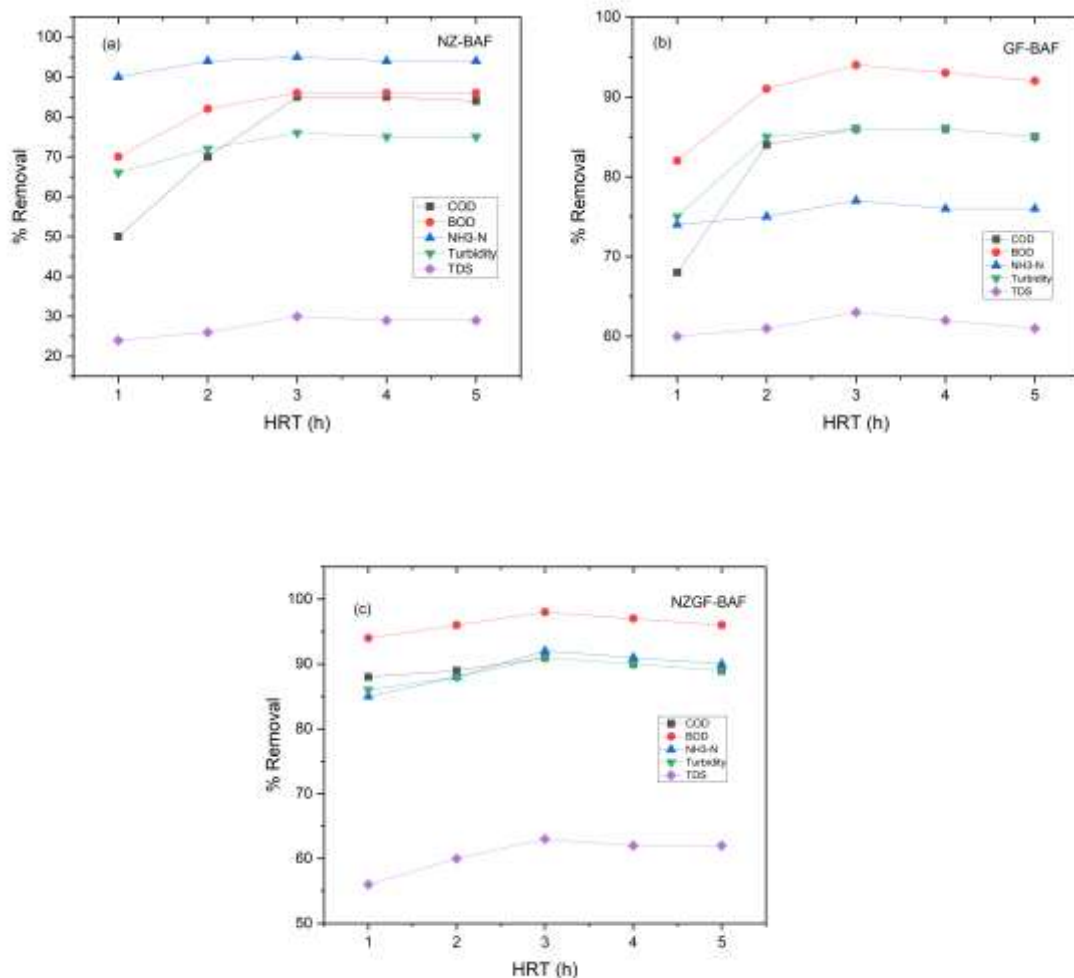 (a)
NZ-BAF
100
90
80
70
60
50
40
30
20
% Removal
COD
BOD
NH3-N
Turbidity
TDS
1 2 3 4 5
HRT (h)
(b)
GF-BAF
100
90
80
70
60
% Removal
COD
BOD
NH3-N
Turbidity
TDS
1 2 3 4 5
HRT (h)
(c)
NZGF-BAF
100
90
80
70
60
50
% Removal
COD
BOD
NH3-N
Turbidity
TDS
1 2 3 4 5
HRT (h)